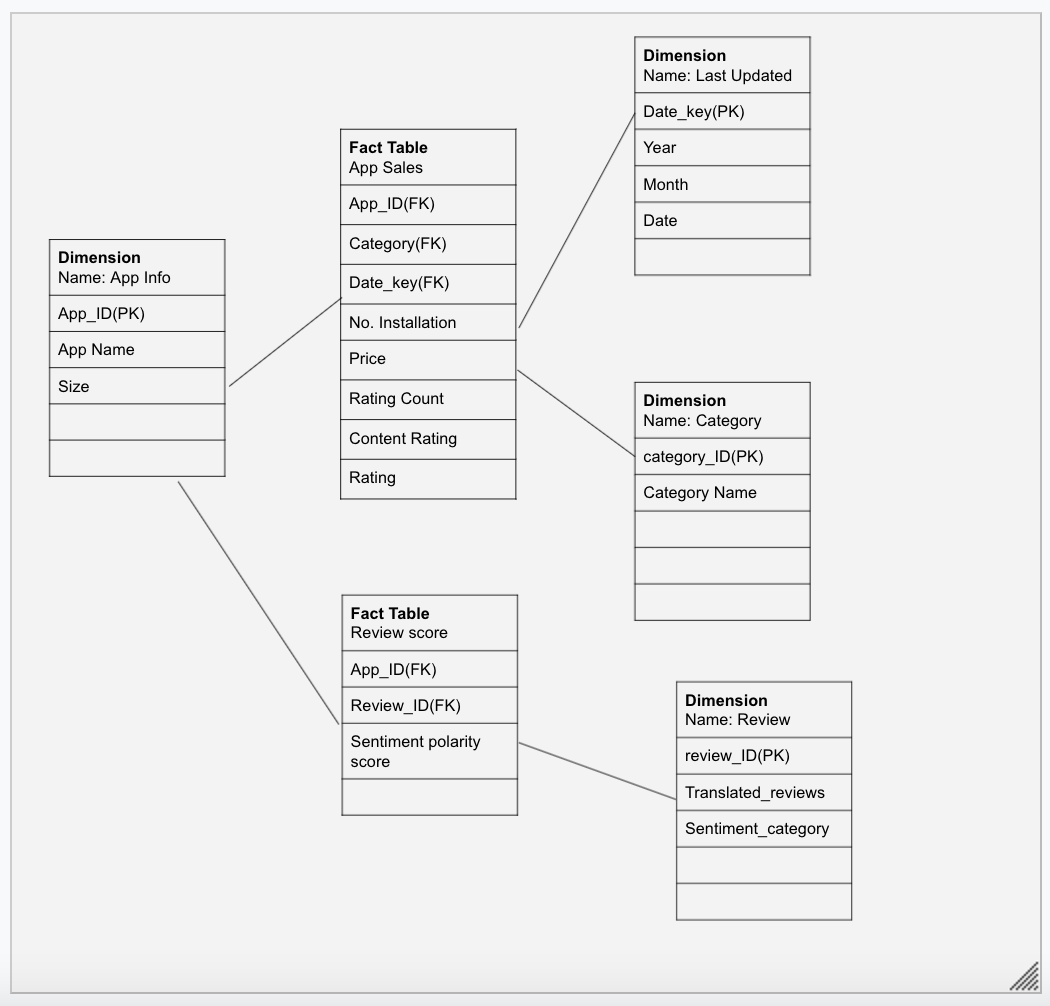 Dimension
Name: App Info
App_ID(PK)
App Name
Size
Fact Table
App Sales
App_ID(FK)
Category(FK)
Date_key(FK)
No. Installation
Price
Rating Count
Content Rating
Rating
Dimension
Name: Last Updated
Date_key(PK)
Year
Month
Date
Dimension
Name: Category
category_ID(PK)
Category Name
Fact Table
Review score
App_ID(FK)
Review_ID(FK)
Sentiment polarity
score
Dimension
Name: Review
review_ID(PK)
Translated_reviews
Sentiment_category